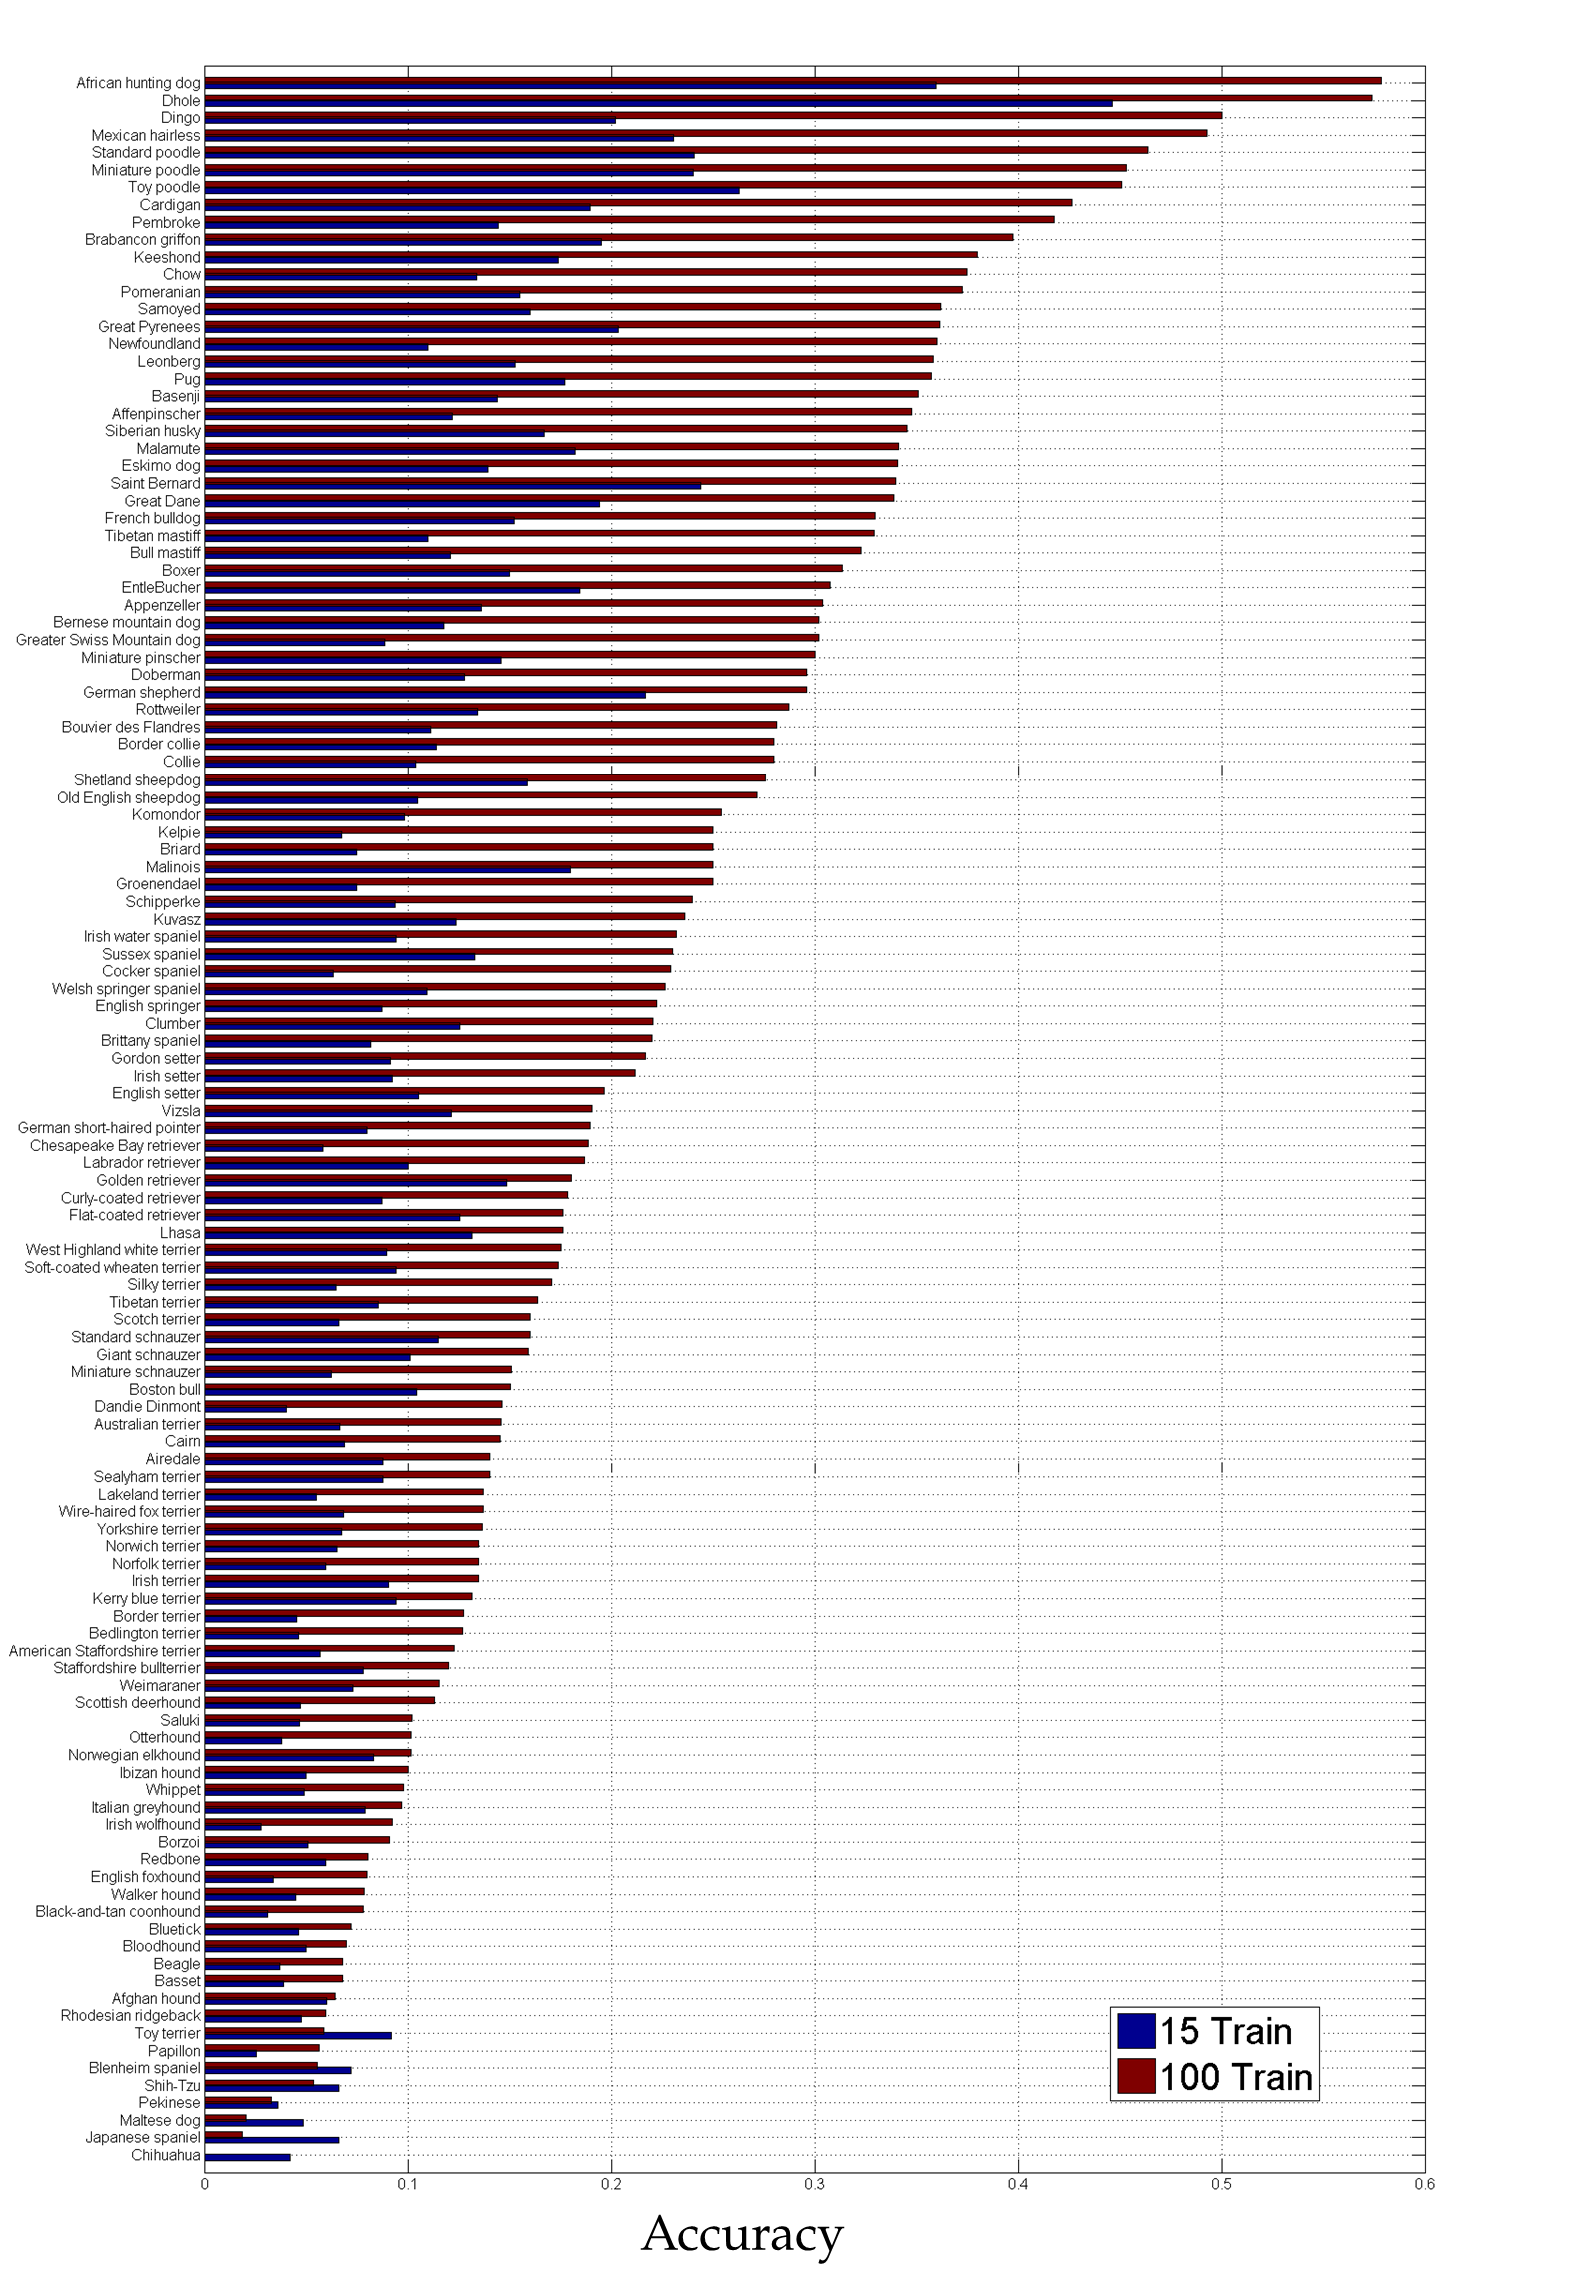 African hunting dog
Dhole
Dingo
Mexican hairless
Standard poodle
Miniature poodle
Toy poodle
Cardigan
Pembroke
Brabancon griffon
Keeshond
Chow
Pomeranian
Samoyed
Great Pyrenees
Newfoundland
Leonberg
Pug
Basenji
Affenpinscher
Siberian husky
Malamute
Eskimo dog
Saint Bernard
Great Dane
French bulldog
Tibetan mastiff
Bull mastiff
Boxer
EntleBucher
Appenzeller
Bernese mountain dog
Greater Swiss Mountain dog
Miniature pinscher
Doberman
German shepherd
Rottweiler
Bouvier des Flandres
Border collie
Collie
Shetland sheepdog
Old English sheepdog
Komondor
Kelpie
Briard
Malinois
Groenendael
Schipperke
Kuvasz
Irish water spaniel
Sussex spaniel
Cocker spaniel
Welsh springer spaniel
English springer
Clumber
Brittany spaniel
Gordon setter
Irish setter
English setter
Vizsla
German short-haired pointer
Chesapeake Bay retriever
Labrador retriever
Golden retriever
Curly-coated retriever
Flat-coated retriever
Lhasa
West Highland white terrier
Soft-coated wheaten terrier
Silky terrier
Tibetan terrier
Scotch terrier
Standard schnauzer
Giant schnauzer
Miniature schnauzer
Boston bull
Dandie Dinmont
Australian terrier
Cairn
Airedale
Sealyham terrier
Lakeland terrier
Wire-haired fox terrier
Yorkshire terrier
Norwich terrier
Norfolk terrier
Irish terrier
Kerry blue terrier
Border terrier
Bedlington terrier
American Staffordshire terrier
Staffordshire bullterrier
Weimaraner
Scottish deerhound
Saluki
Otterhound
Norwegian elkhound
Ibizan hound
Whippet
Italian greyhound
Irish wolfhound
Borzoi
Redbone
English foxhound
Walker hound
Black-and-tan coonhound
Bluetick
Bloodhound
Beagle
Basset
Afghan hound
Rhodesian ridgeback
Toy terrier
Papillon
Blenheim spaniel
Shih-Tzu
Pekinese
Maltese dog
Japanese spaniel
Chihuahua
15 Train
100 Train
0 0.1 0.2 0.3 0.4 0.5 0.6
Accuracy